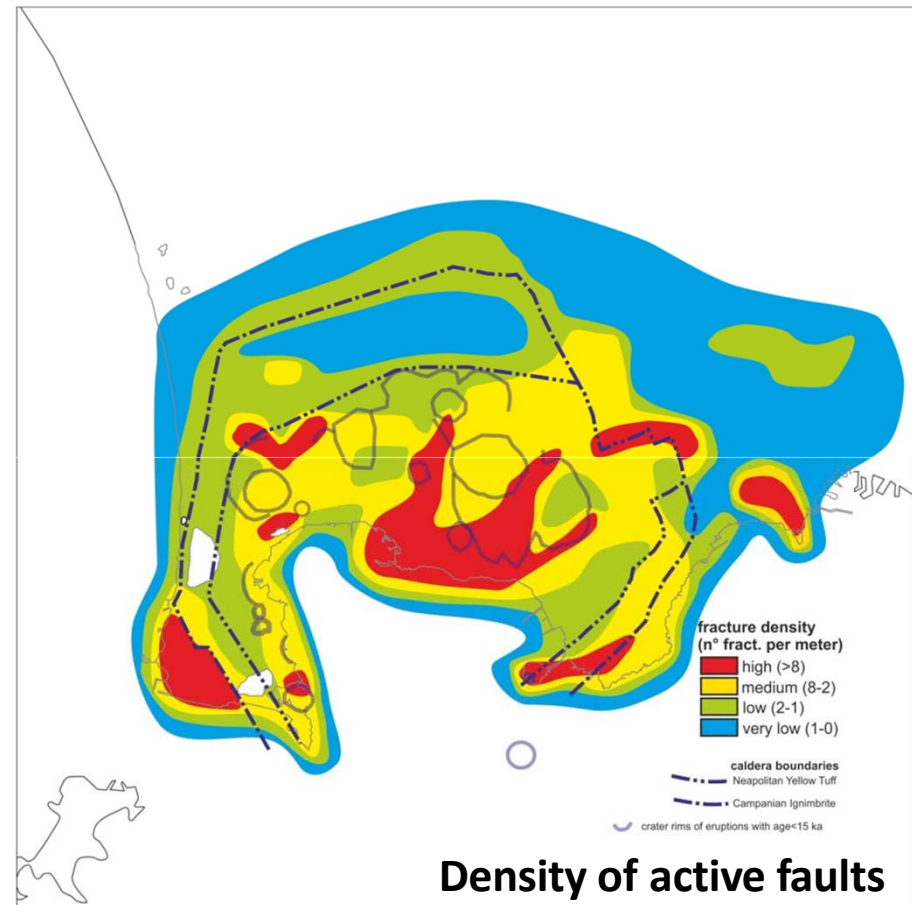 fracture density
(n° fract. per meter)
high (>8)
medium (8-2)
low (2-1)
very low (1-0)
caldera boundaries
Neapolitan Yellow Tuff
Campanian Ignimbrite
crater rims of eruptions with age<15 ka
Density of active faults